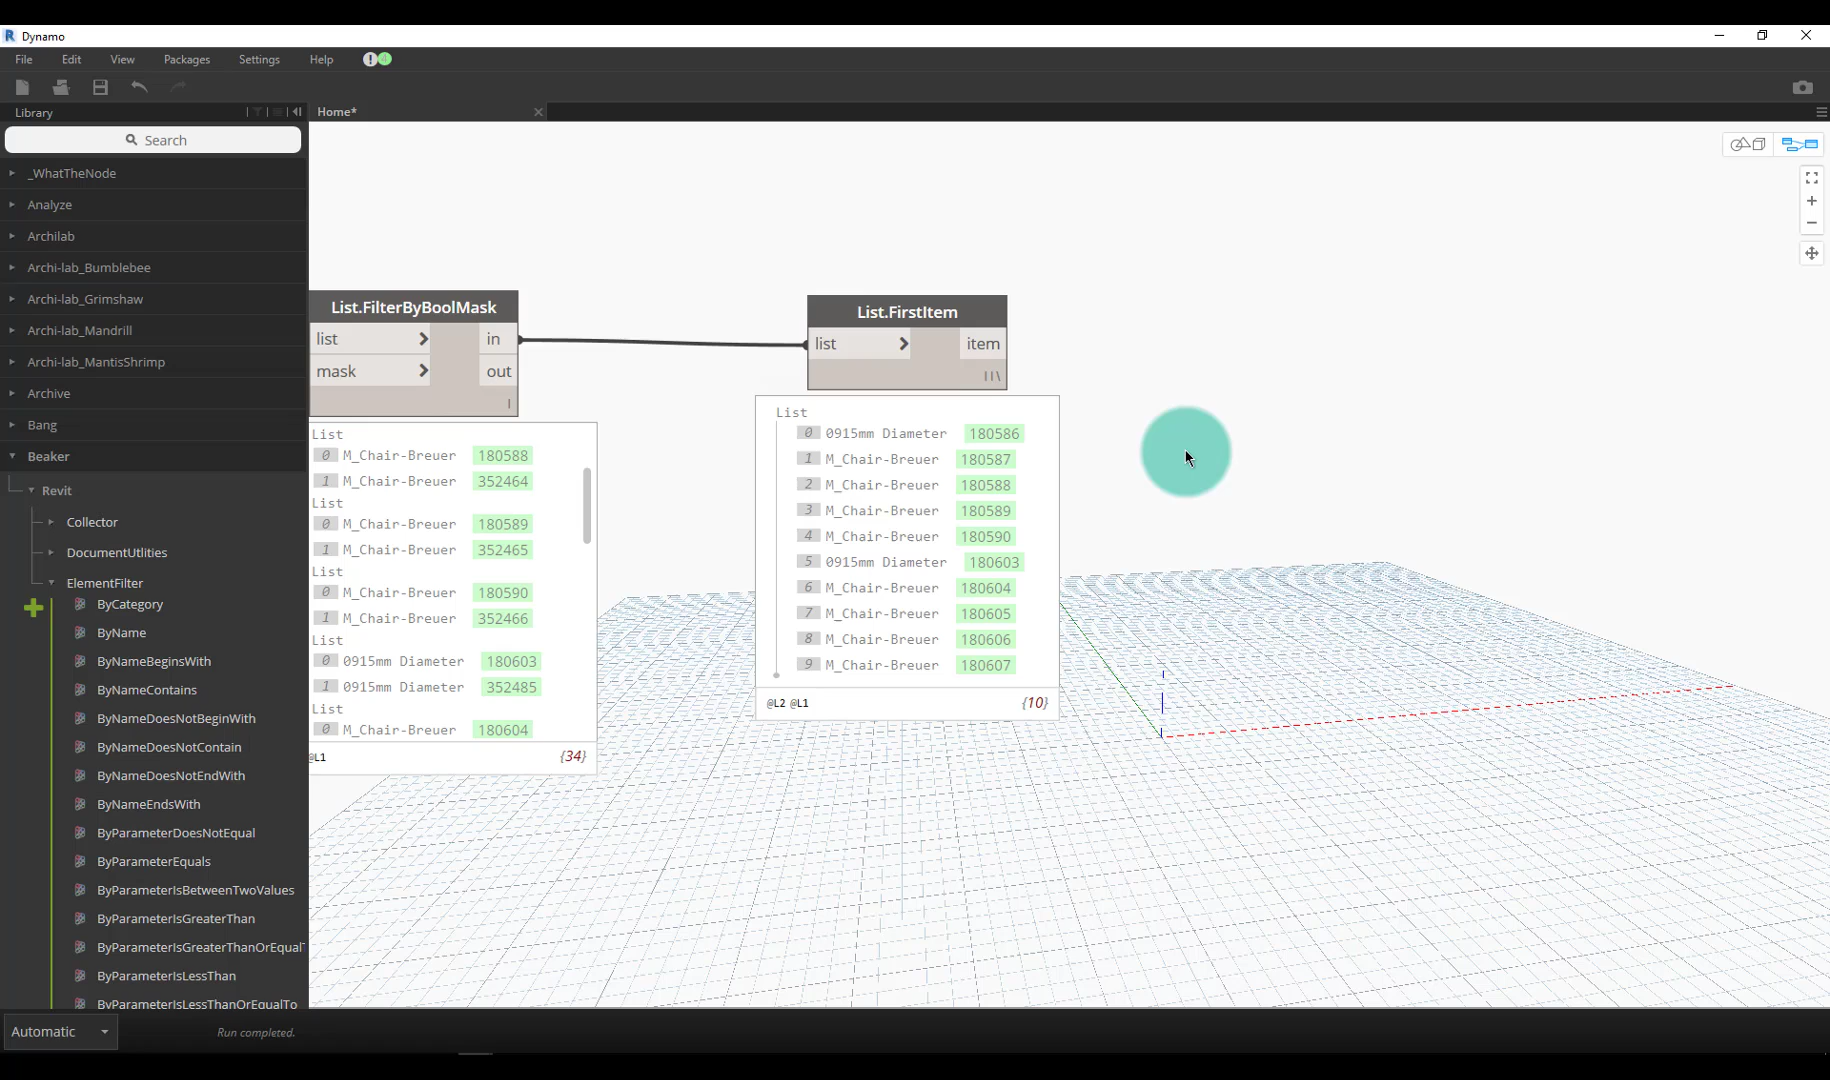 Dynamo
File Edit View Packages Settings Help
Library
Home*
Search
_WhatTheNode
Analyze
Archilab
Archi-lab_Bumblebee
Archi-lab_Grimshaw
Archi-lab_Mandrill
Archi-lab_MantisShrimp
Archive
Bang
Beaker
Revit
Collector
DocumentUtlities
ElementFilter
ByCategory
ByName
ByNameBeginsWith
ByNameContains
ByNameDoesNotBeginWith
ByNameDoesNotContain
ByNameDoesNotEndWith
ByNameEndsWith
ByParameterDoesNotEqual
ByParameterEquals
ByParameterIsBetweenTwoValues
ByParameterIsGreaterThan
ByParameterIsGreaterThanOrEqual
ByParameterIsLessThan
ByParameterIsLessThanOrEqualTo
List.FilterByBoolMask
list > in
mask > out
List
0 M_Chair-Breuer 180588
1 M_Chair-Breuer 352464
List
0 M_Chair-Breuer 180589
1 M_Chair-Breuer 352465
List
0 M_Chair-Breuer 180590
1 M_Chair-Breuer 352466
List
0 0915mm Diameter 180603
1 0915mm Diameter 352485
List
0 M_Chair-Breuer 180604
@L1 {34}
List.FirstItem
list > item
List
0 0915mm Diameter 180586
1 M_Chair-Breuer 180587
2 M_Chair-Breuer 180588
3 M_Chair-Breuer 180589
4 M_Chair-Breuer 180590
5 0915mm Diameter 180603
6 M_Chair-Breuer 180604
7 M_Chair-Breuer 180605
8 M_Chair-Breuer 180606
9 M_Chair-Breuer 180607
@L2 @L1 {10}
Automatic
Run completed.